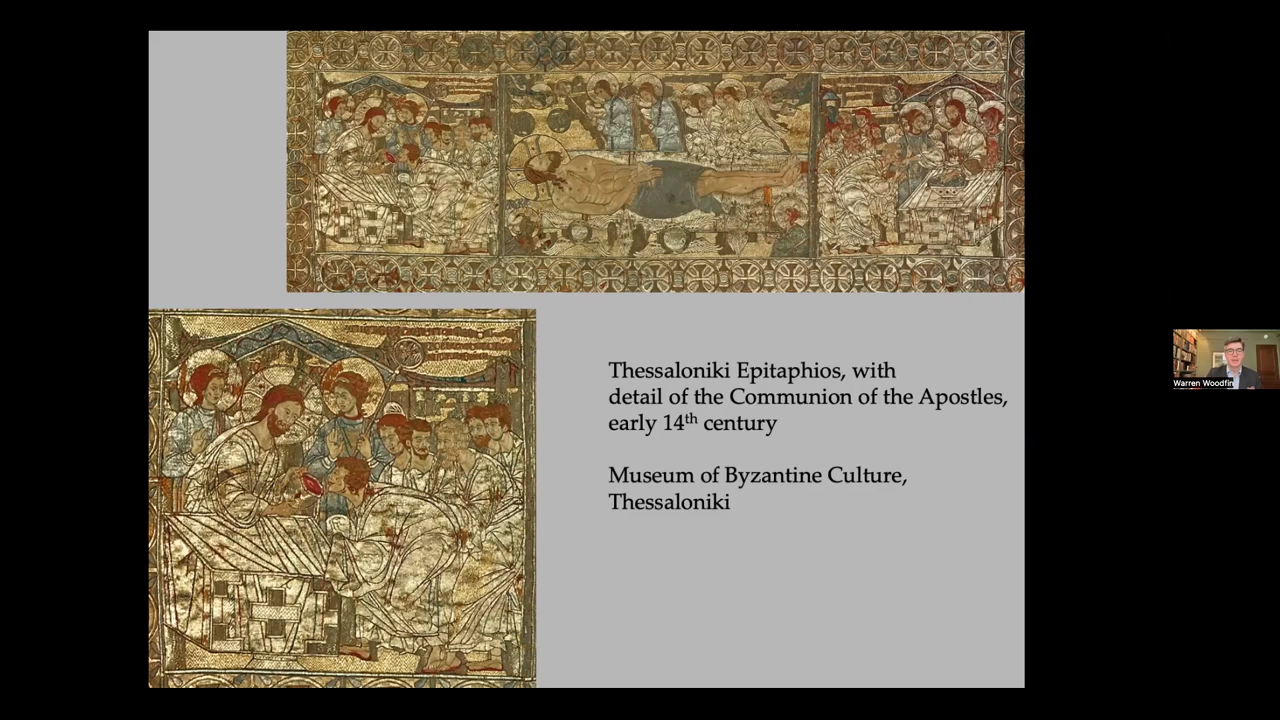 Thessaloniki Epitaphios, with
detail of the Communion of the Apostles,
early 14th century
Museum of Byzantine Culture,
Thessaloniki
Warren Woodfin